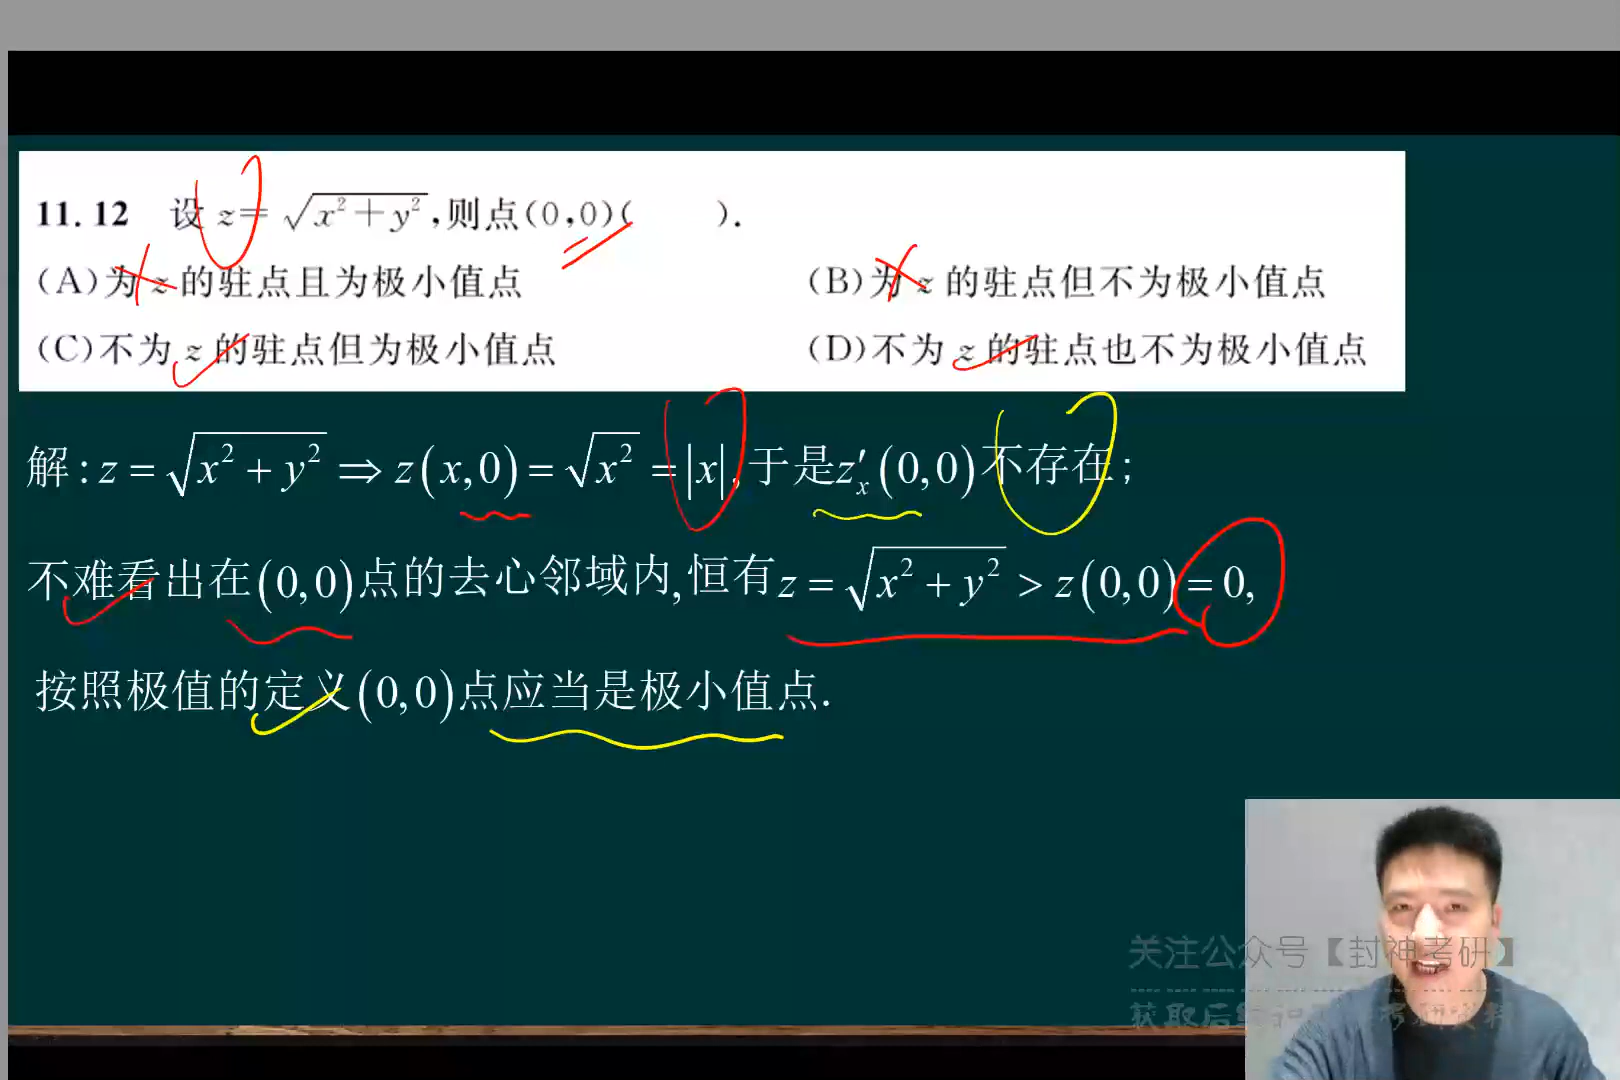 11.12 设 z=√(x²+y²),则点(0,0)( ).
(A)为 z 的驻点且为极小值点
(B)为 z 的驻点但不为极小值点
(C)不为 z 的驻点但为极小值点
(D)不为 z 的驻点也不为极小值点
解:z=√(x²+y²)⇒z(x,0)=√(x²)=|x|,于是z′ₓ(0,0)不存在;
不难看出在(0,0)点的去心邻域内,恒有z=√(x²+y²)>z(0,0)=0,
按照极值的定义(0,0)点应当是极小值点.
关注公众号【封神考研】
获取后